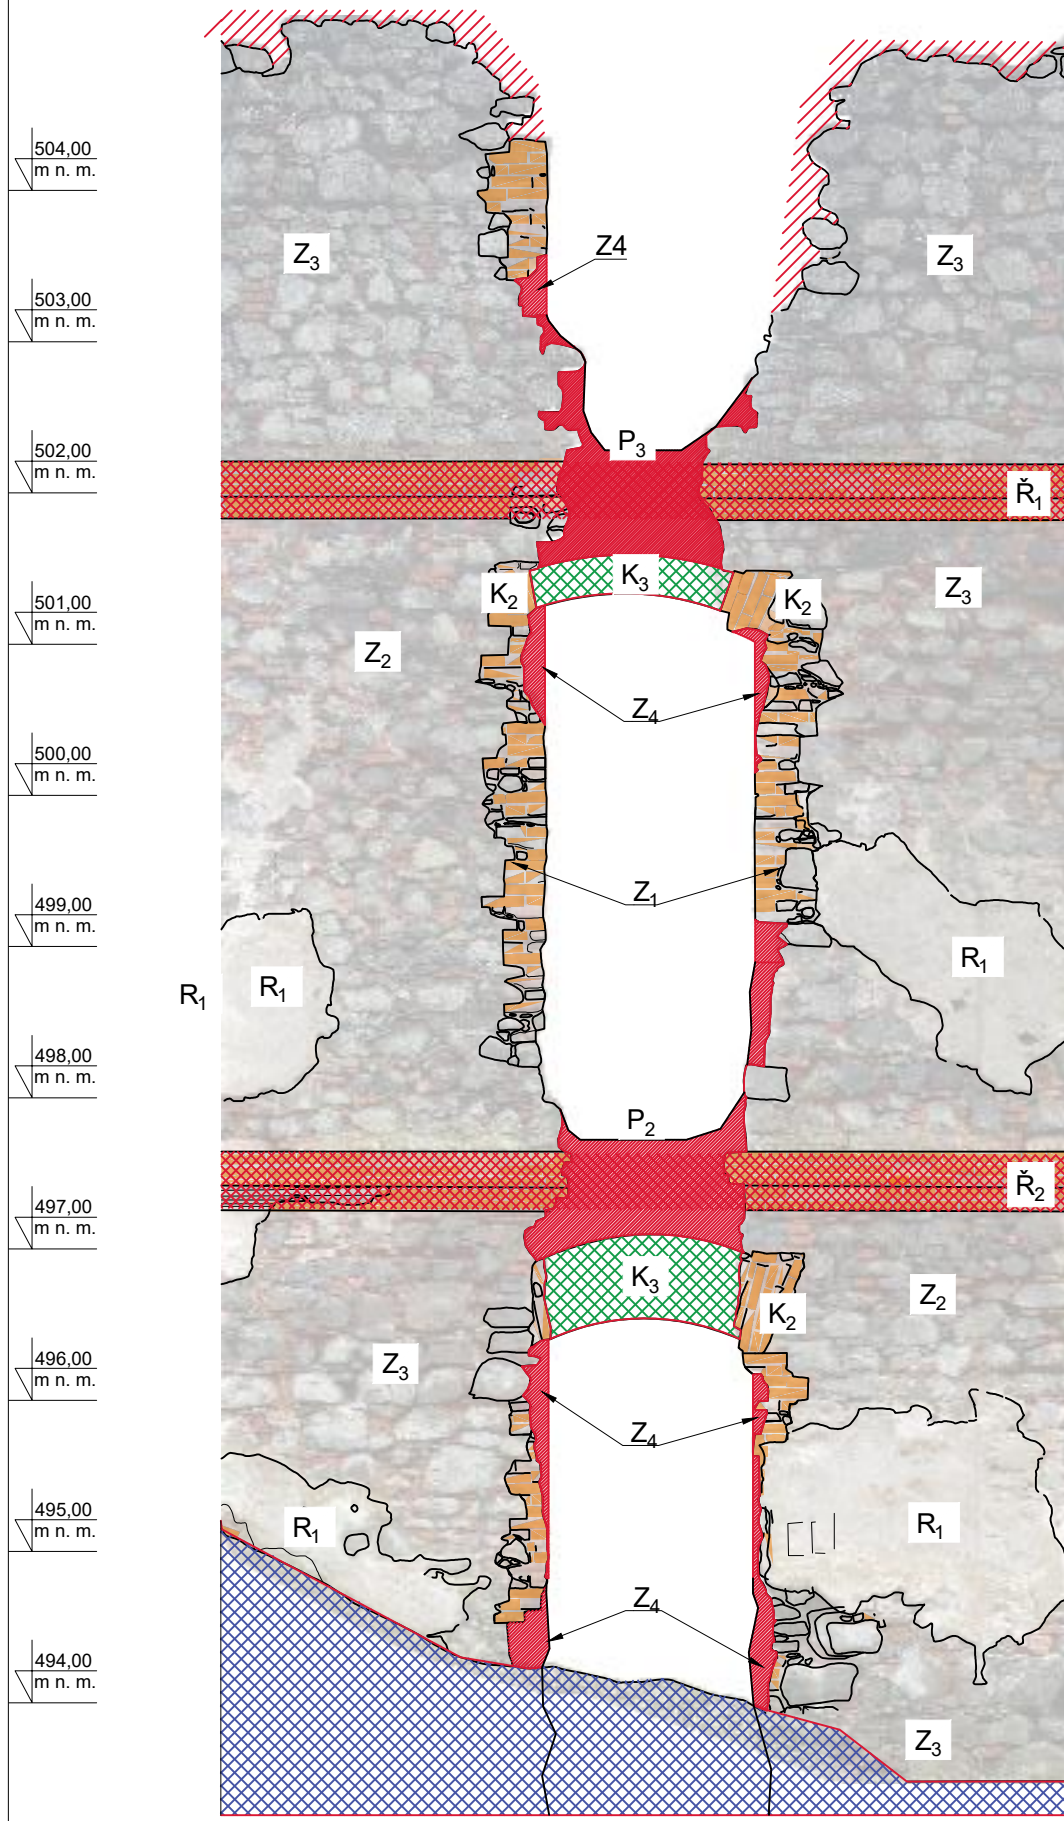 504,00
m n. m.
Z₃
Z4
Z₃
503,00
m n. m.
502,00
m n. m.
P₃
Ř₁
501,00
m n. m.
K₂
K₃
K₂
Z₃
Z₂
Z₄
500,00
m n. m.
Z₁
499,00
m n. m.
R₁
R₁
R₁
498,00
m n. m.
P₂
Ř₂
497,00
m n. m.
K₃
K₂
Z₂
496,00
m n. m.
Z₃
Z₄
495,00
m n. m.
R₁
R₁
Z₄
494,00
m n. m.
Z₃